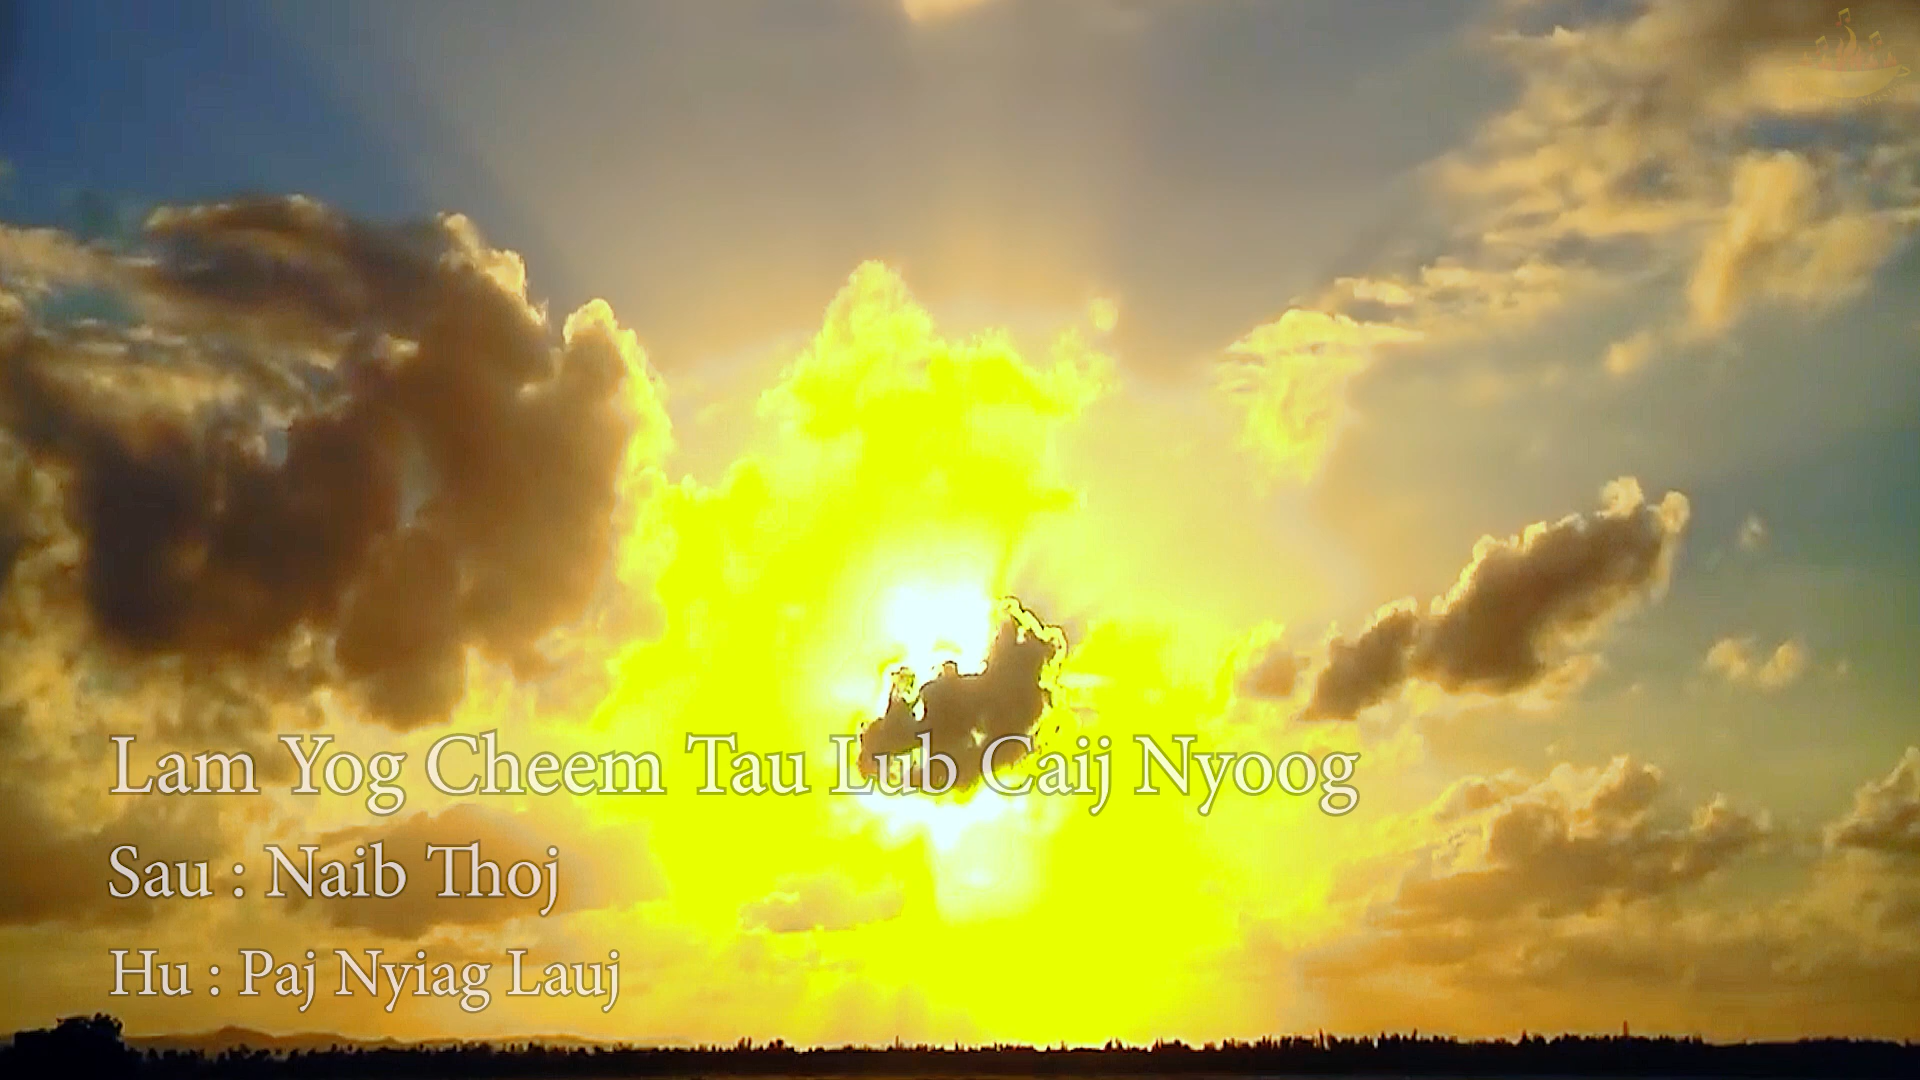 Lam Yog Cheem Tau Lub Caij Nyoog
Sau : Naib Thoj
Hu : Paj Nyiag Lauj